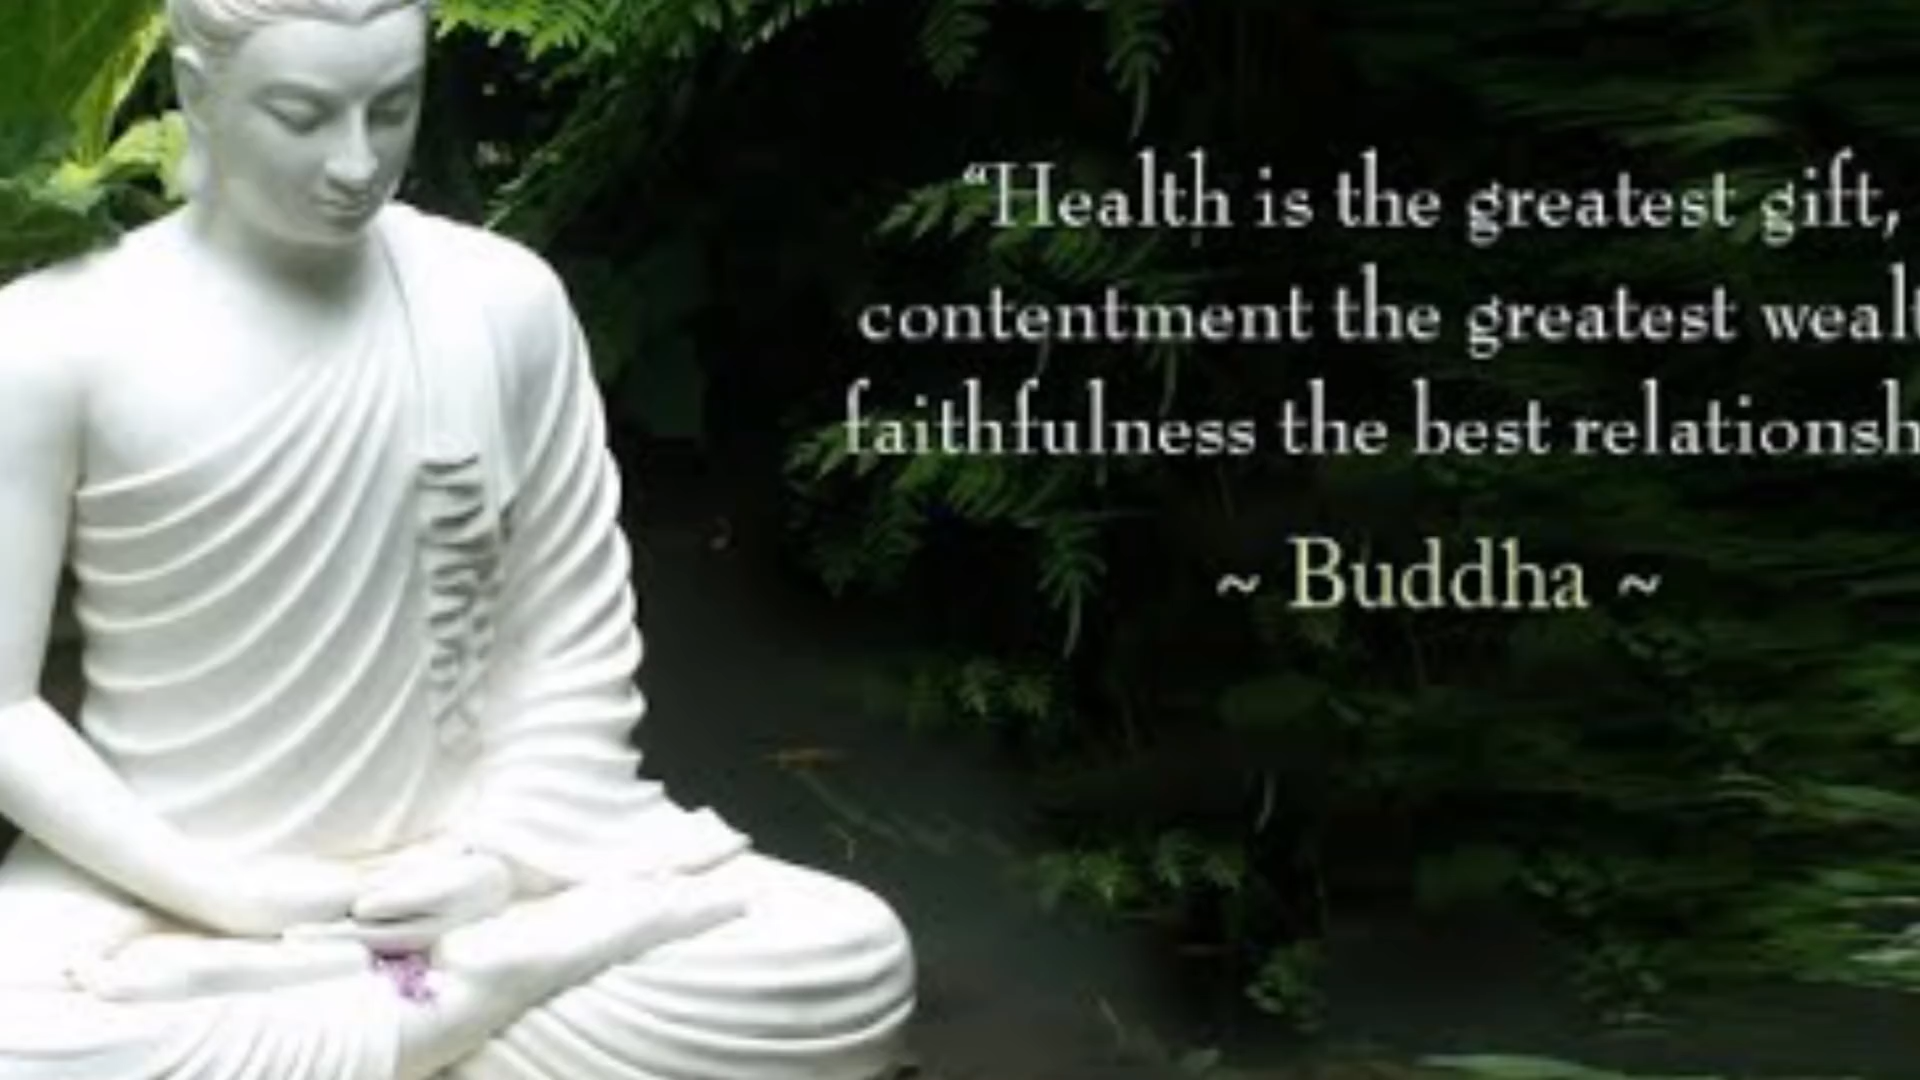 “Health is the greatest gift,
contentment the greatest wealt
faithfulness the best relationsh
~ Buddha ~